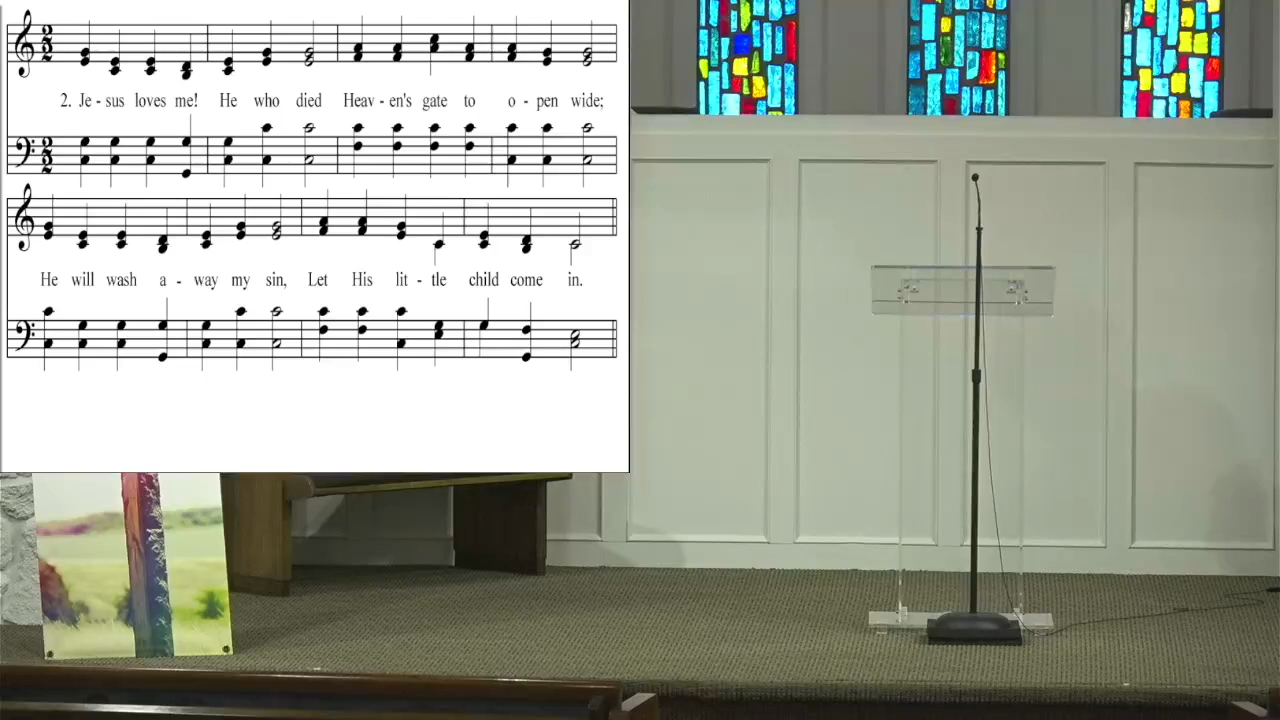 2. Je - sus loves me! He who died Heav - en's gate to o - pen wide;
He will wash a - way my sin, Let His lit - tle child come in.